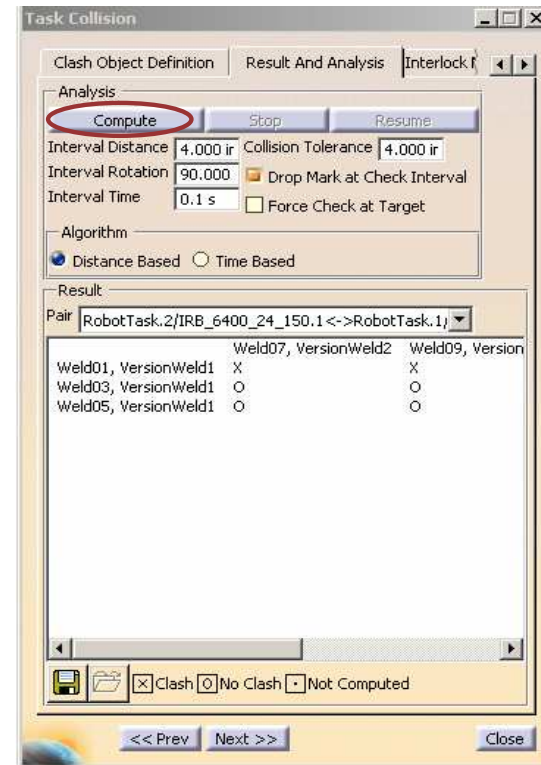 Task Collision
Clash Object Definition Result And Analysis Interlock
Analysis
Compute Stop Resume
Interval Distance 4.000 in Collision Tolerance 4.000 in
Interval Rotation 90.000 Drop Mark at Check Interval
Interval Time 0.1 s Force Check at Target
Algorithm
Distance Based Time Based
Result
Pair RobotTask.2/IRB_6400_24_150.1<->RobotTask.1/
Weld07, VersionWeld2 Weld09, Version
Weld01, VersionWeld1 X X
Weld03, VersionWeld1 O O
Weld05, VersionWeld1 O O
X Clash O No Clash · Not Computed
<< Prev Next >> Close